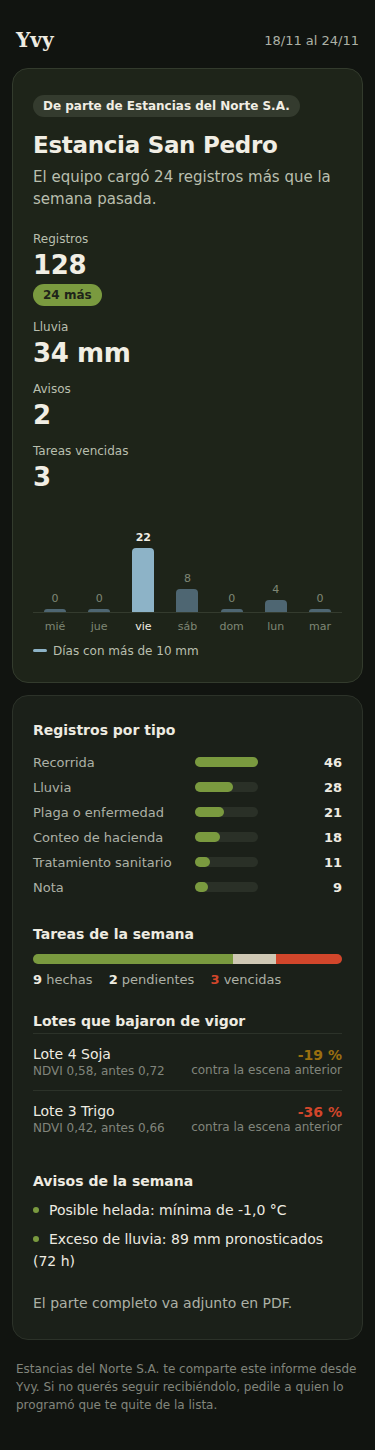 Yvy
18/11 al 24/11
De parte de Estancias del Norte S.A.
Estancia San Pedro
El equipo cargó 24 registros más que la
semana pasada.
Registros
128
24 más
Lluvia
34 mm
Avisos
2
Tareas vencidas
3
0 0 22 8 0 4 0
mié jue vie sáb dom lun mar
Días con más de 10 mm
Registros por tipo
Recorrida 46
Lluvia 28
Plaga o enfermedad 21
Conteo de hacienda 18
Tratamiento sanitario 11
Nota 9
Tareas de la semana
9 hechas 2 pendientes 3 vencidas
Lotes que bajaron de vigor
Lote 4 Soja -19 %
NDVI 0,58, antes 0,72 contra la escena anterior
Lote 3 Trigo -36 %
NDVI 0,42, antes 0,66 contra la escena anterior
Avisos de la semana
Posible helada: mínima de -1,0 °C
Exceso de lluvia: 89 mm pronosticados
(72 h)
El parte completo va adjunto en PDF.
Estancias del Norte S.A. te comparte este informe desde
Yvy. Si no querés seguir recibiéndolo, pedile a quien lo
programó que te quite de la lista.